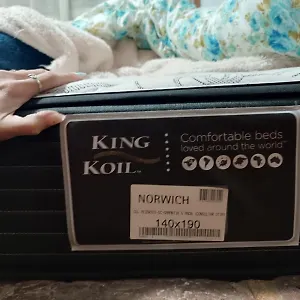 KING
KOIL
Comfortable beds
loved around the world
NORWICH
140x190